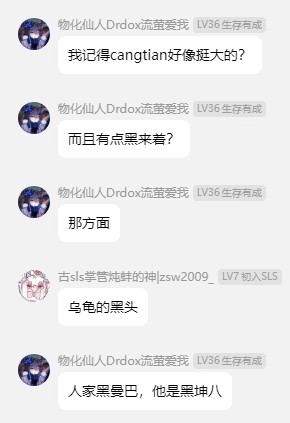 物化仙人Drdox流萤爱我 LV36 生存有成
我记得cangtian好像挺大的？
物化仙人Drdox流萤爱我 LV36 生存有成
而且有点黑来着？
物化仙人Drdox流萤爱我 LV36 生存有成
那方面
古sls掌管炖蚌的神|zsw2009_ LV7 初入SLS
乌龟的黑头
物化仙人Drdox流萤爱我 LV36 生存有成
人家黑曼巴，他是黑坤八